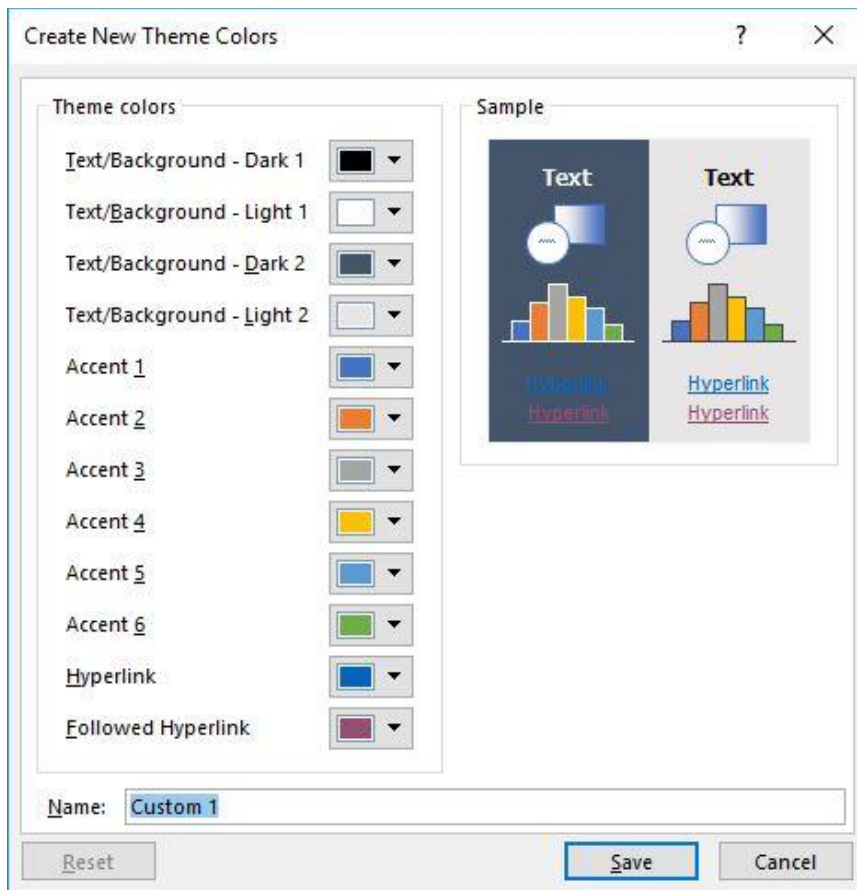 Create New Theme Colors ?
Theme colors
Text/Background - Dark 1
Text/Background - Light 1
Text/Background - Dark 2
Text/Background - Light 2
Accent 1
Accent 2
Accent 3
Accent 4
Accent 5
Accent 6
Hyperlink
Followed Hyperlink
Sample
Text Text
Hyperlink Hyperlink
Hyperlink Hyperlink
Name: Custom 1
Reset Save Cancel